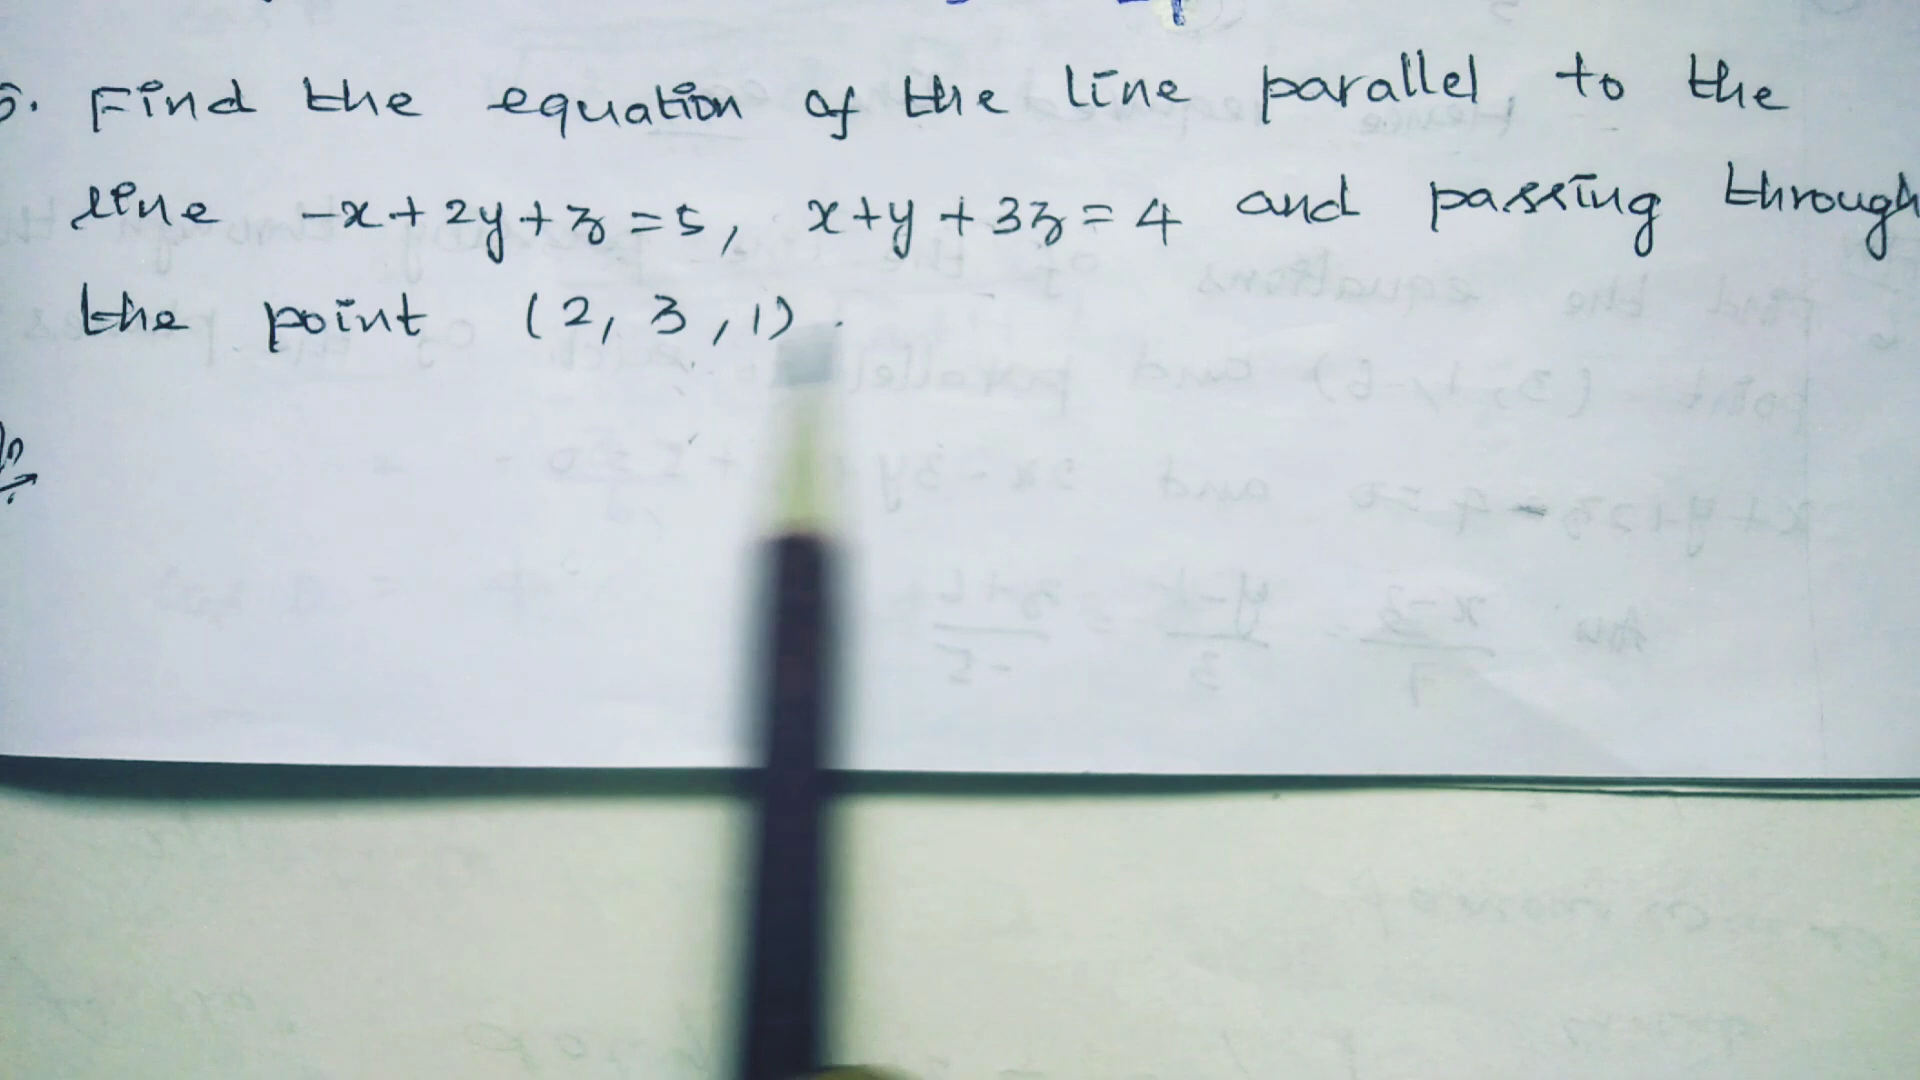 5. Find the equation of the line parallel to the
line -x+2y+z=5, x+y+3z=4 and passing through
the point (2, 3, 1).